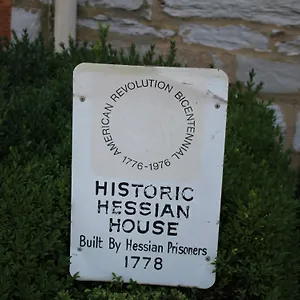 AMERICAN REVOLUTION BICENTENNIAL
1776-1976
HISTORIC
HESSIAN
HOUSE
Built By Hessian Prisoners
1778